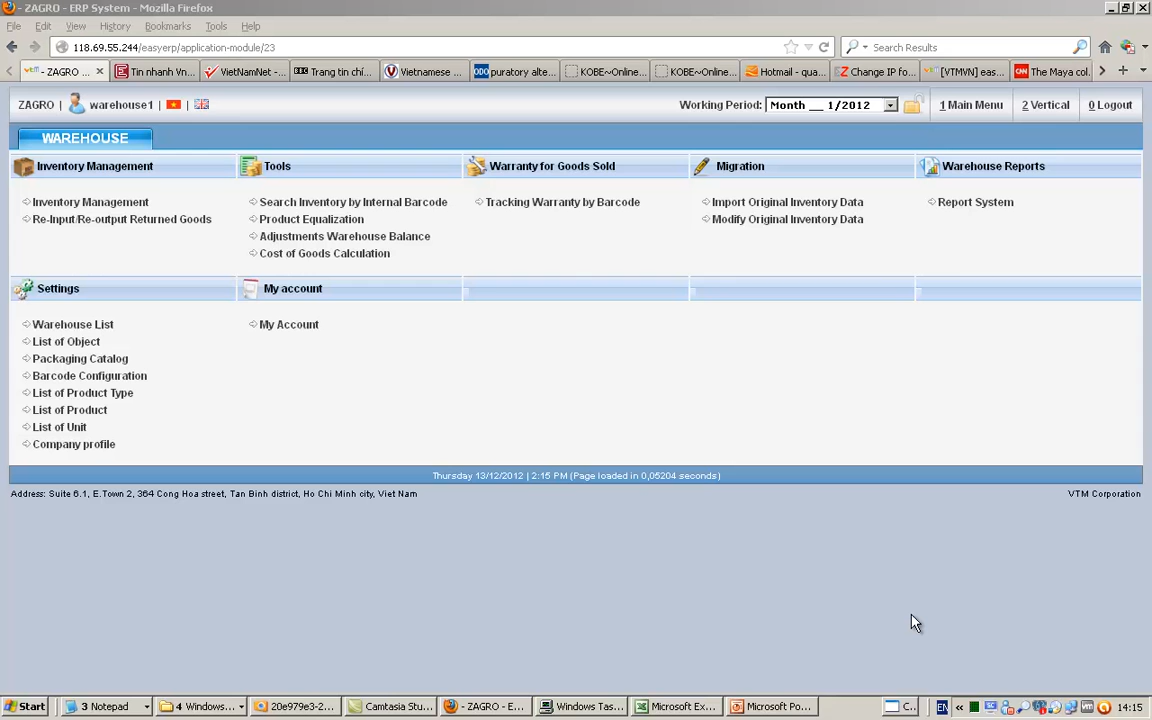 - ZAGRO - ERP System - Mozilla Firefox
File Edit View History Bookmarks Tools Help
118.69.55.244/easyerp/application-module/23
Search Results
- ZAGRO ...
Tin nhanh Vn...
VietNamNet -...
Trang tin chí...
Vietnamese ...
puratory alte...
KOBE~~Online...
KOBE~~Online...
Hotmail - qua...
Change IP fo...
[VTMVN] eas...
The Maya col...
ZAGRO | warehouse1 | Working Period: Month __ 1/2012 1 Main Menu 2 Vertical 0 Logout
WAREHOUSE
Inventory Management
Inventory Management
Re-Input/Re-output Returned Goods
Tools
Search Inventory by Internal Barcode
Product Equalization
Adjustments Warehouse Balance
Cost of Goods Calculation
Warranty for Goods Sold
Tracking Warranty by Barcode
Migration
Import Original Inventory Data
Modify Original Inventory Data
Warehouse Reports
Report System
Settings
Warehouse List
List of Object
Packaging Catalog
Barcode Configuration
List of Product Type
List of Product
List of Unit
Company profile
My account
My Account
Thursday 13/12/2012 | 2:15 PM (Page loaded in 0,05204 seconds)
Address: Suite 6.1, E.Town 2, 364 Cong Hoa street, Tan Binh district, Ho Chi Minh city, Viet Nam
VTM Corporation
Start
3 Notepad
4 Windows...
20e979e3-2...
Camtasia Stu...
- ZAGRO - E...
Windows Tas...
Microsoft Ex...
Microsoft Po...
C...
EN
14:15